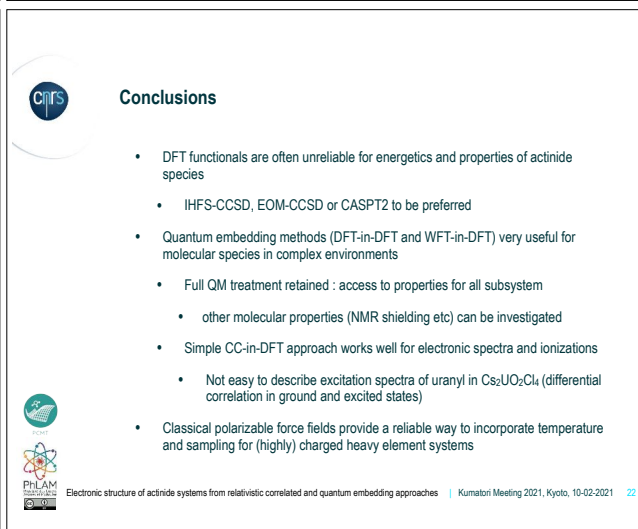 cnrs
Conclusions
• DFT functionals are often unreliable for energetics and properties of actinide
species
• IHFS-CCSD, EOM-CCSD or CASPT2 to be preferred
• Quantum embedding methods (DFT-in-DFT and WFT-in-DFT) very useful for
molecular species in complex environments
• Full QM treatment retained : access to properties for all subsystem
• other molecular properties (NMR shielding etc) can be investigated
• Simple CC-in-DFT approach works well for electronic spectra and ionizations
• Not easy to describe excitation spectra of uranyl in Cs₂UO₂Cl₄ (differential
correlation in ground and excited states)
• Classical polarizable force fields provide a reliable way to incorporate temperature
and sampling for (highly) charged heavy element systems
PCMT
PhLAM
Electronic structure of actinide systems from relativistic correlated and quantum embedding approaches | Kumatori Meeting 2021, Kyoto, 10-02-2021 22